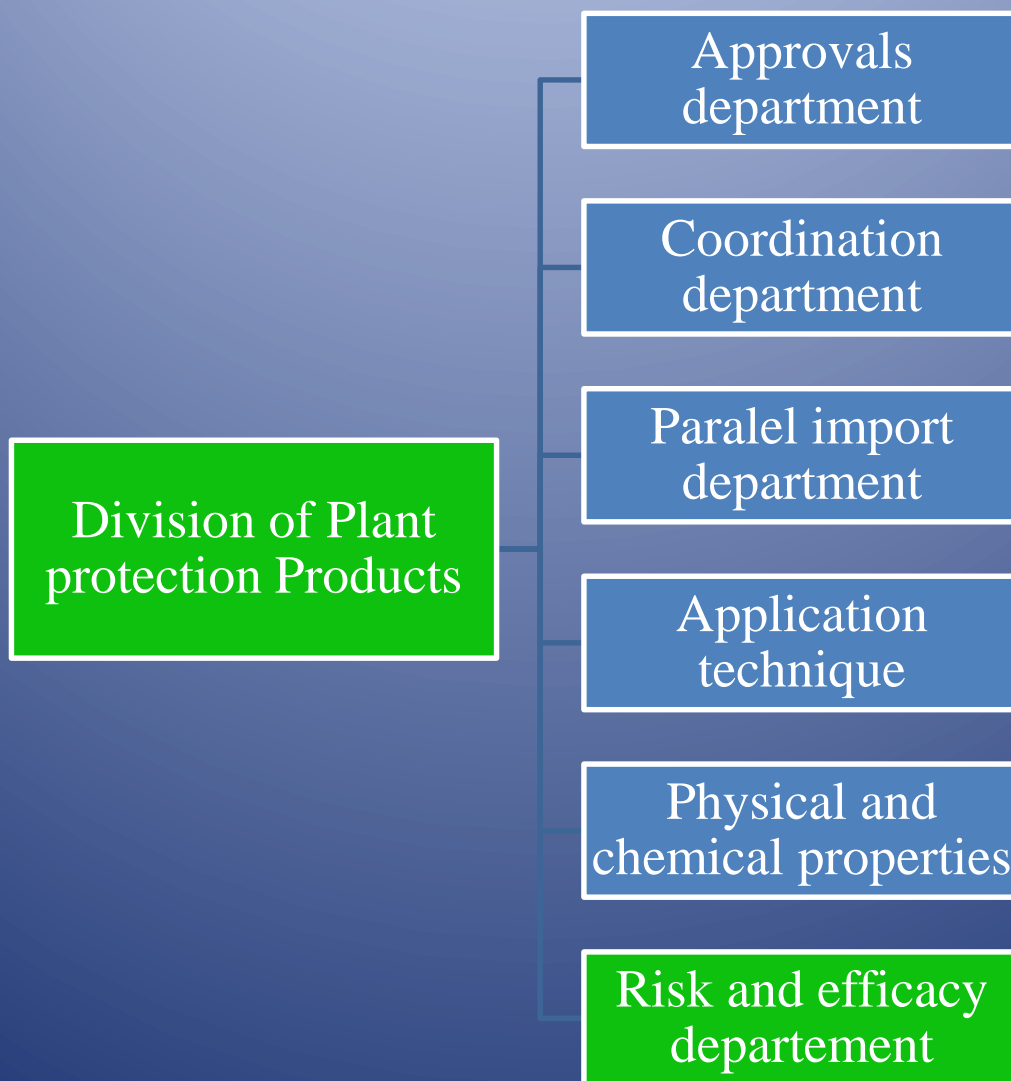 Approvals
department
Coordination
department
Paralel import
department
Division of Plant
protection Products
Application
technique
Physical and
chemical properties
Risk and efficacy
departement